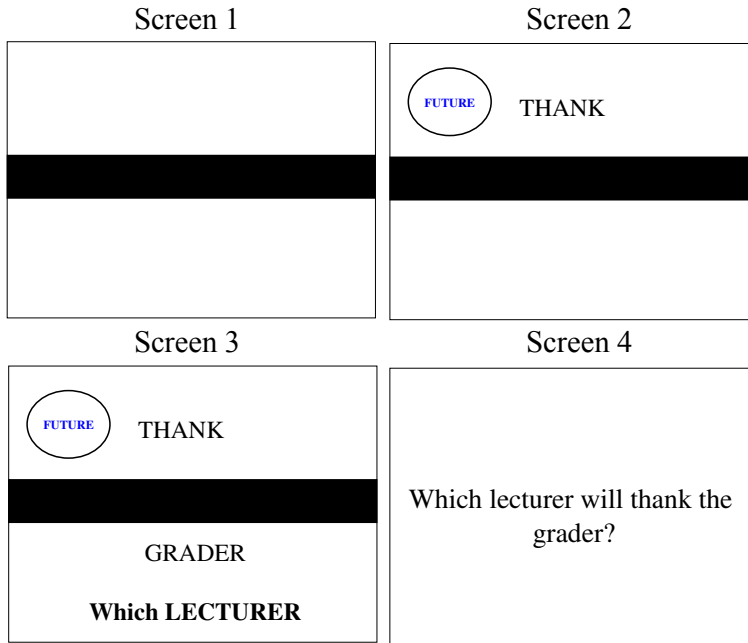 Screen 1
Screen 2
FUTURE THANK
Screen 3
FUTURE THANK
GRADER
Which LECTURER
Screen 4
Which lecturer will thank the
grader?